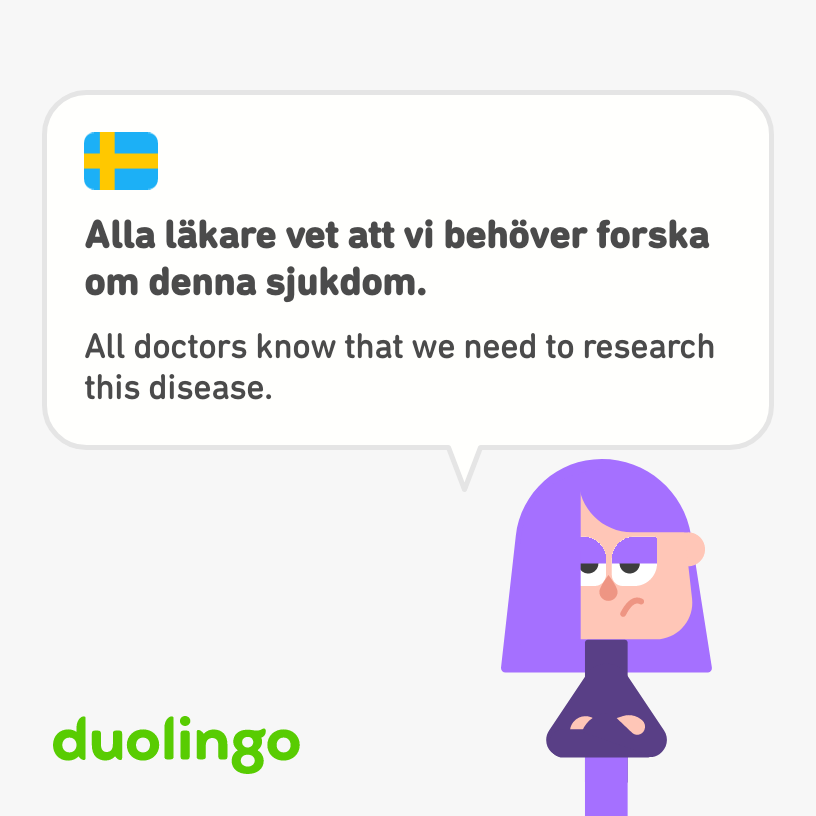 Alla läkare vet att vi behöver forska
om denna sjukdom.
All doctors know that we need to research
this disease.
duolingo